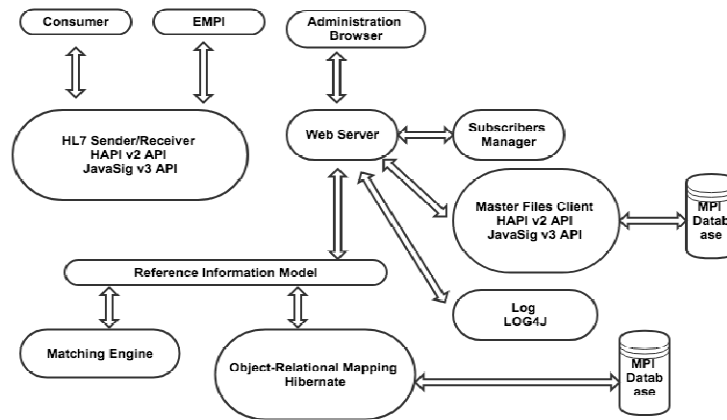 Consumer
EMPI
Administration
Browser
HL7 Sender/Receiver
HAPI v2 API
JavaSig v3 API
Web Server
Subscribers
Manager
Master Files Client
HAPI v2 API
JavaSig v3 API
MPI
Datab
ase
Reference Information Model
Log
LOG4J
Matching Engine
Object-Relational Mapping
Hibernate
MPI
Datab
ase